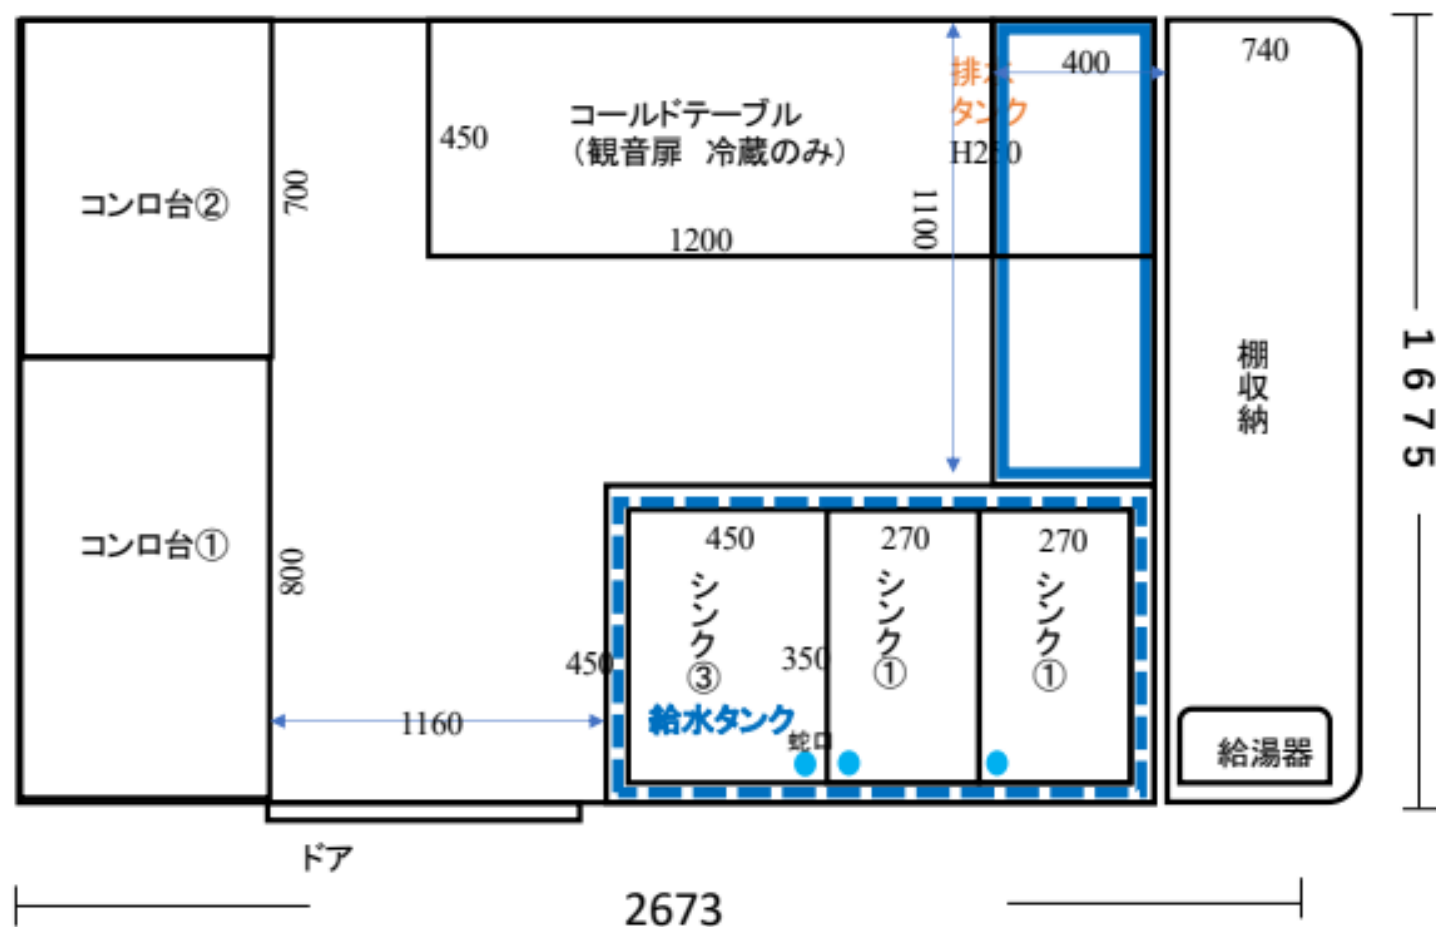 400
740
排水
タンク
コールドテーブル
(観音扉 冷蔵のみ)
450
コンロ台②
700
1100
1200
棚収納
1675
コンロ台①
800
450
270
270
シンク③
シンク①
シンク①
450
350
給水タンク
蛇口
1160
給湯器
ドア
2673